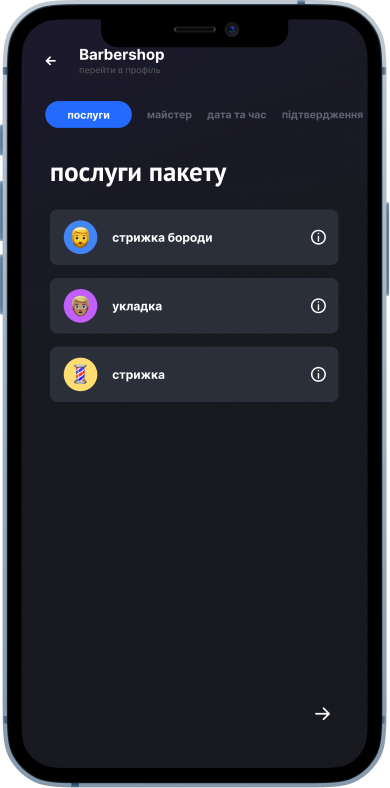 Barbershop
перейти в профіль
послуги майстер дата та час підтвердження
послуги пакету
стрижка бороди
укладка
стрижка